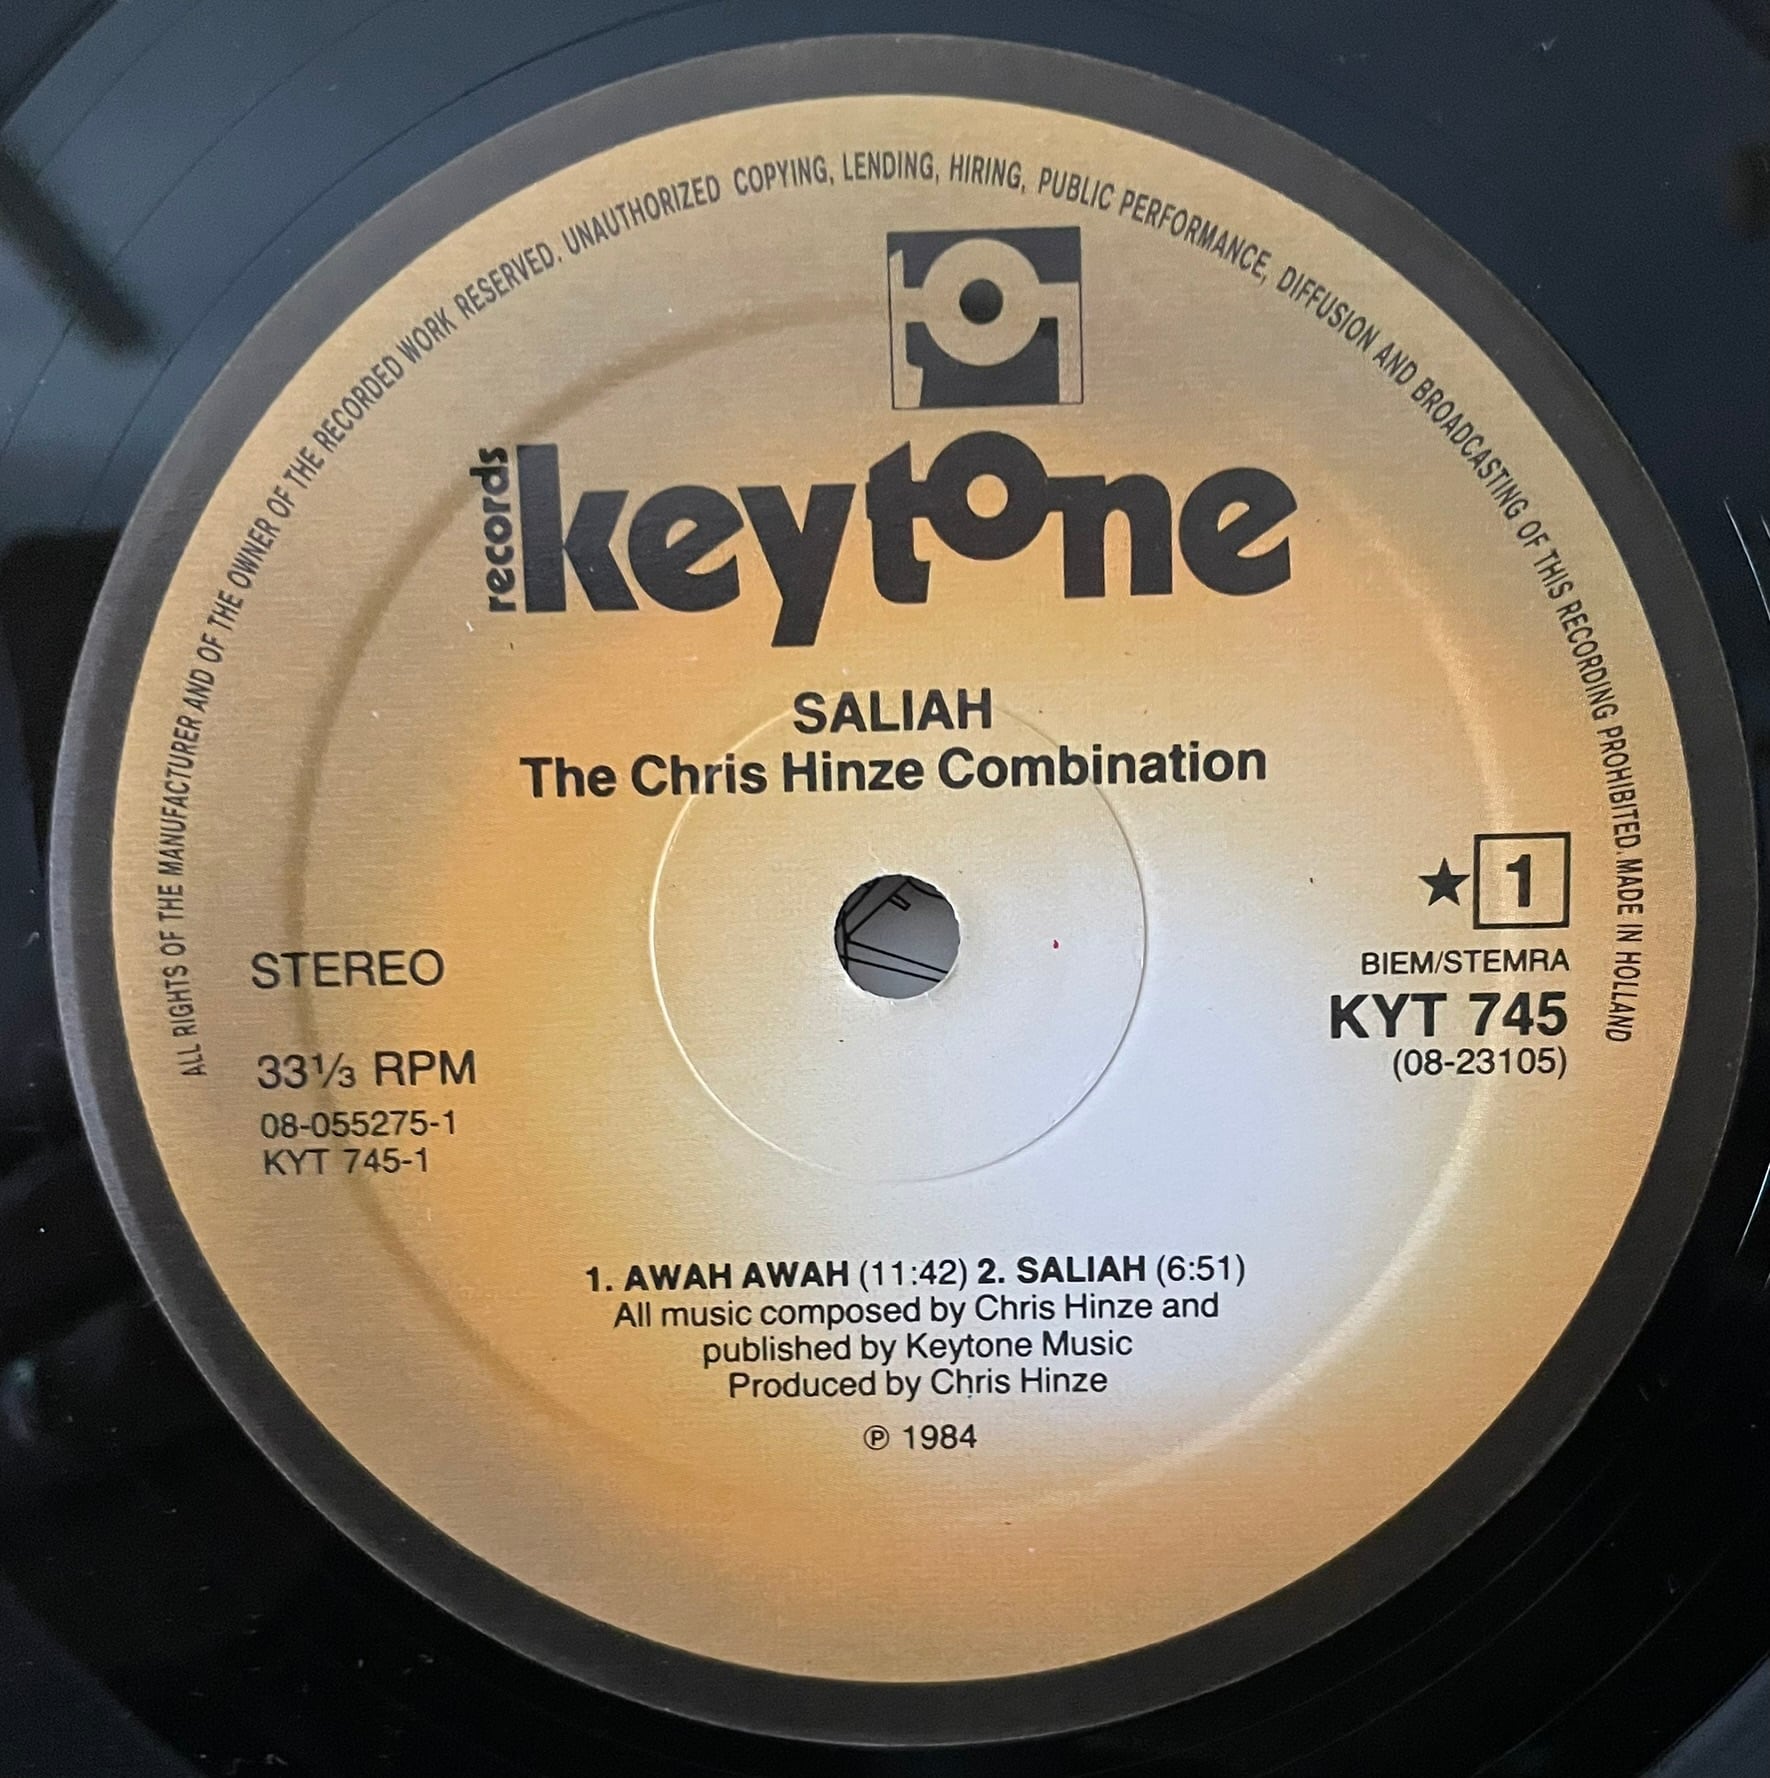 ALL RIGHTS OF THE MANUFACTURER AND OF THE OWNER OF THE RECORDED WORK RESERVED. UNAUTHORIZED COPYING, LENDING, HIRING, PUBLIC PERFORMANCE, DIFFUSION AND BROADCASTING OF THIS RECORDING PROHIBITED. MADE IN HOLLAND
records
keytone
SALIAH
The Chris Hinze Combination
★ 1
BIEM/STEMRA
KYT 745
(08-23105)
STEREO
33⅓ RPM
08-055275-1
KYT 745-1
1. AWAH AWAH (11:42) 2. SALIAH (6:51)
All music composed by Chris Hinze and
published by Keytone Music
Produced by Chris Hinze
℗ 1984